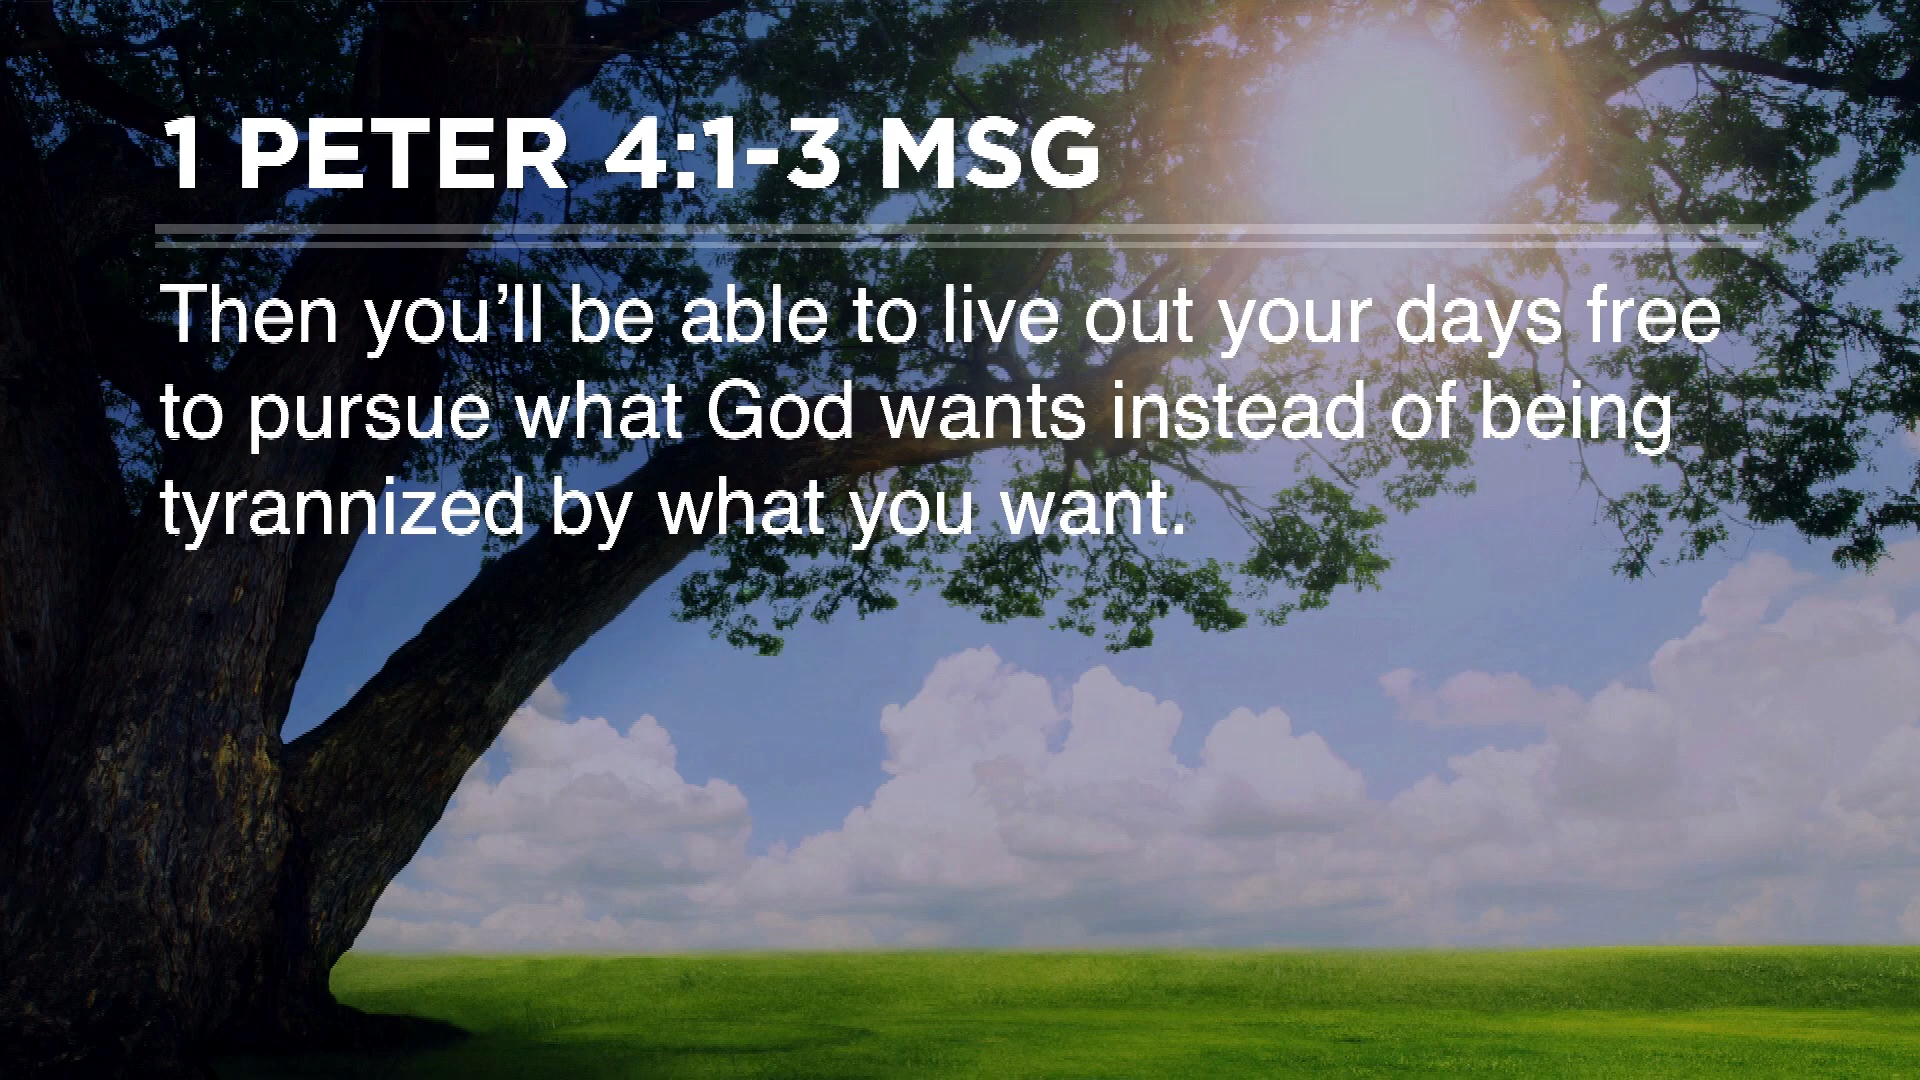 1 PETER 4:1-3 MSG
Then you’ll be able to live out your days free
to pursue what God wants instead of being
tyrannized by what you want.